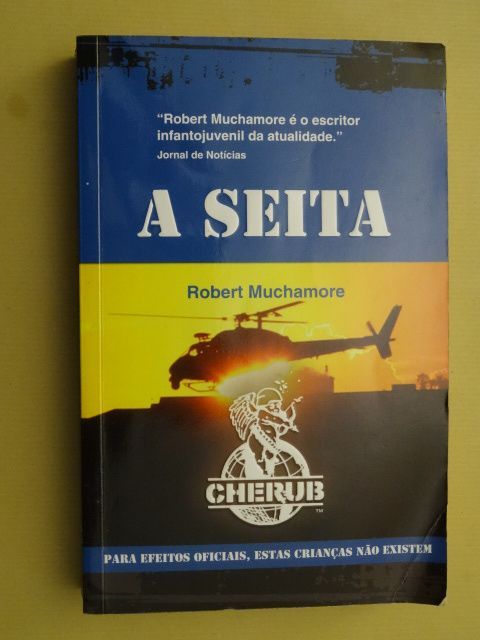 “Robert Muchamore é o escritor
infantojuvenil da atualidade.”
Jornal de Notícias
A SEITA
Robert Muchamore
CHERUB
TM
PARA EFEITOS OFICIAIS, ESTAS CRIANÇAS NÃO EXISTEM